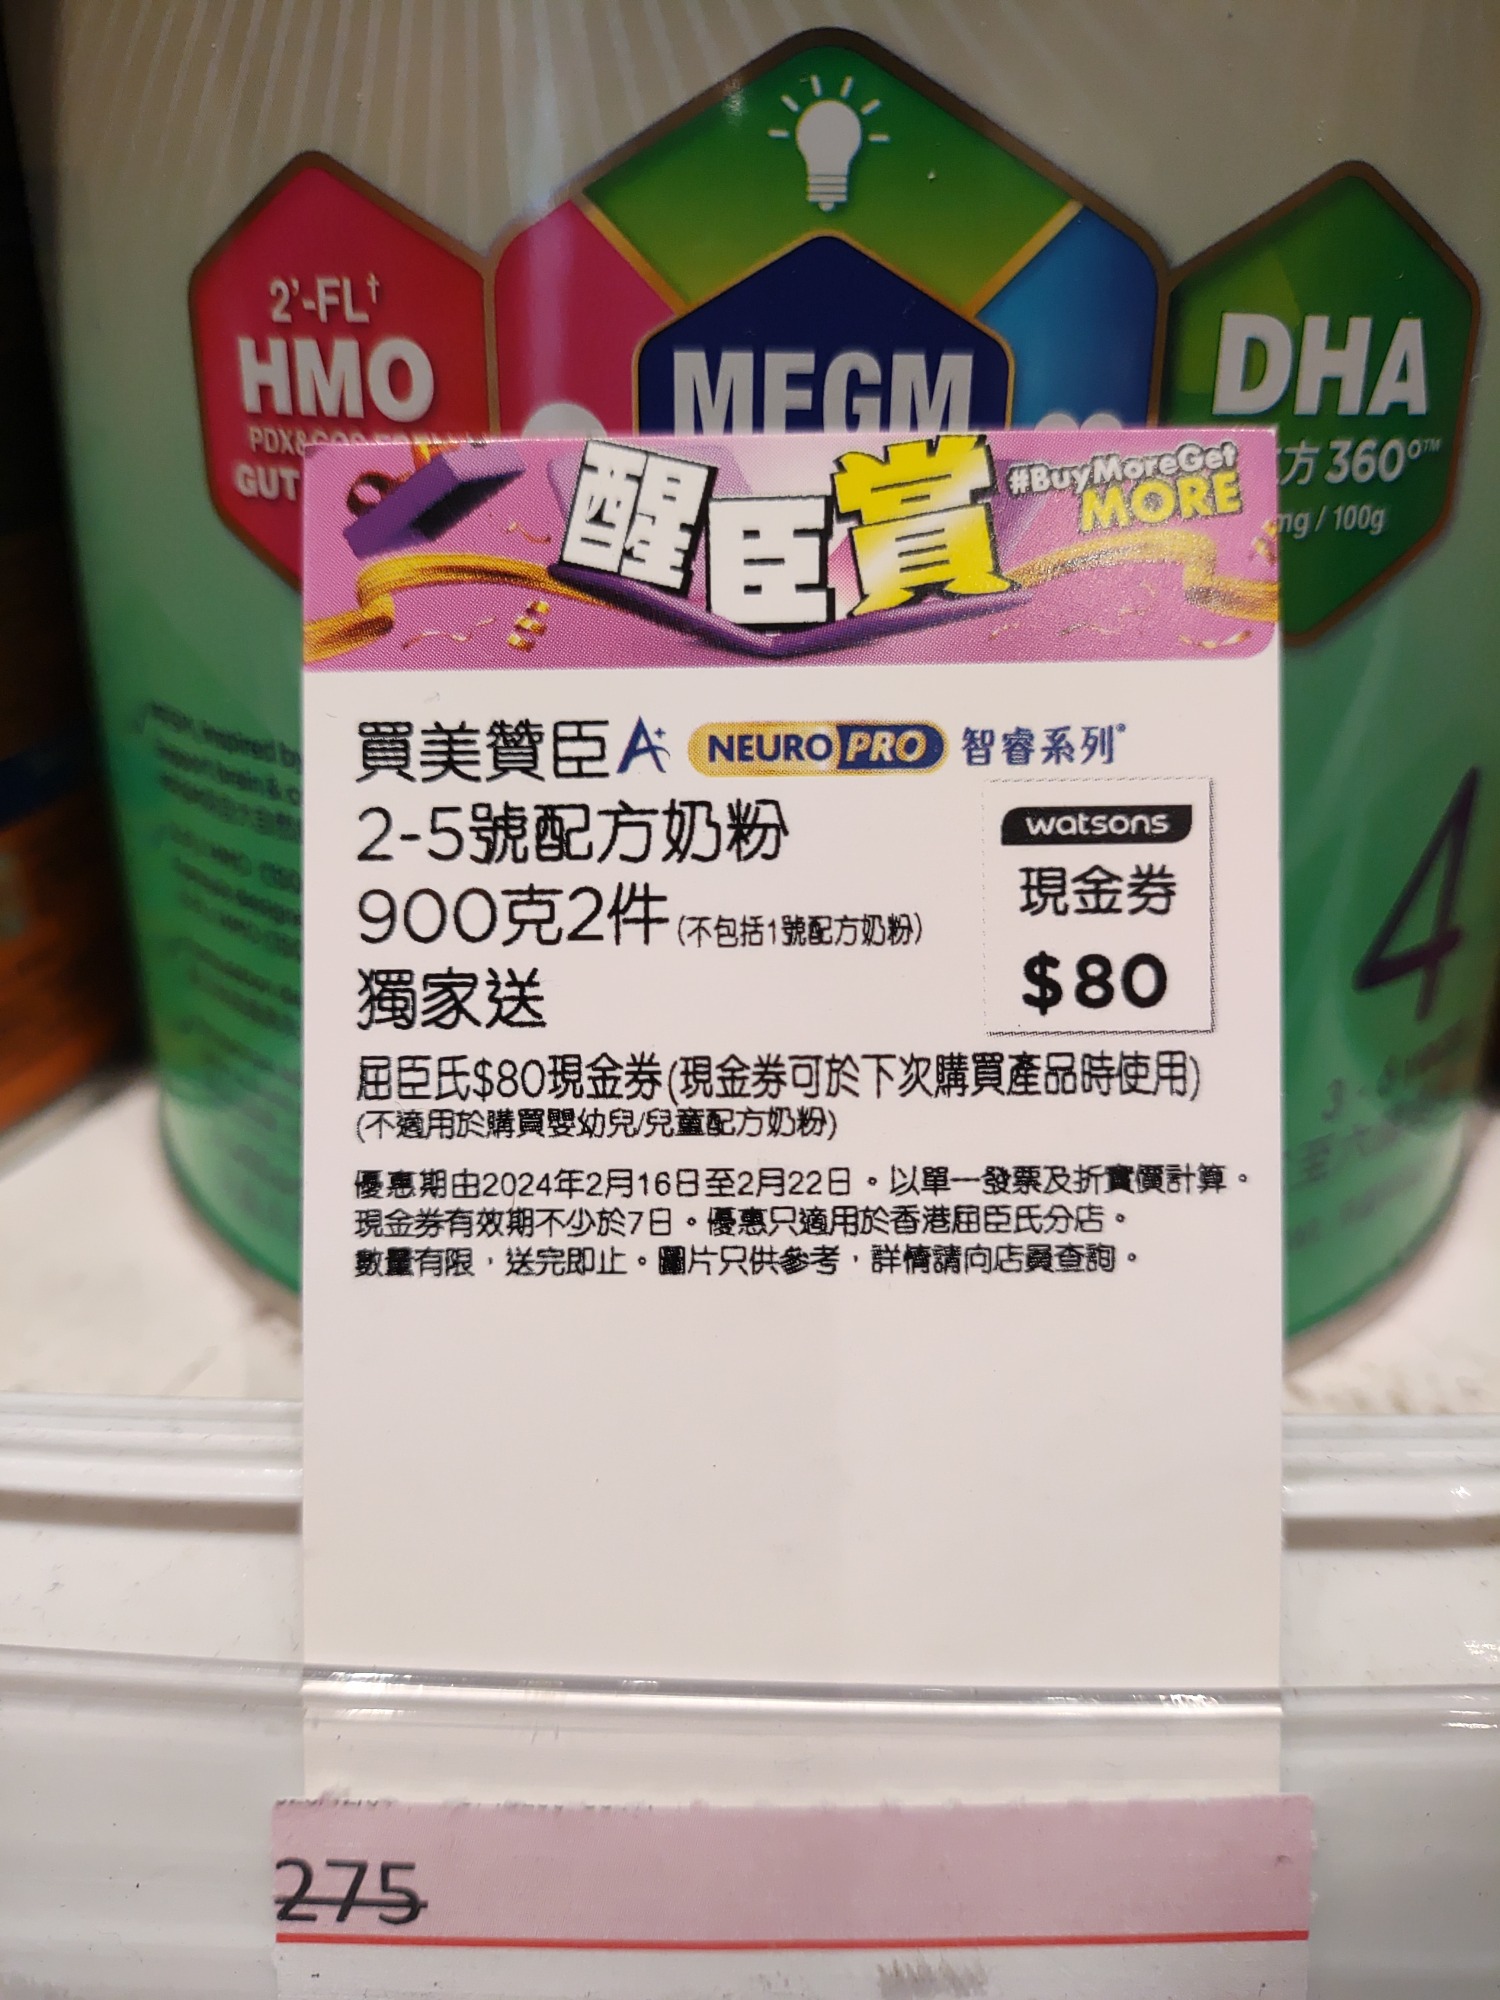 2'-FL†
HMO
MFGM
DHA
GUT
方 360°™
mg / 100g
醒臣賞
#BuyMoreGet
MORE
買美贊臣A+ NEUROPRO 智睿系列®
2-5號配方奶粉
900克2件(不包括1號配方奶粉)
獨家送
watsons
現金券
$80
屈臣氏$80現金券(現金券可於下次購買產品時使用)
(不適用於購買嬰幼兒/兒童配方奶粉)
優惠期由2024年2月16日至2月22日。以單一發票及折實價計算。
現金券有效期不少於7日。優惠只適用於香港屈臣氏分店。
數量有限，送完即止。圖片只供參考，詳情請向店員查詢。
4
275